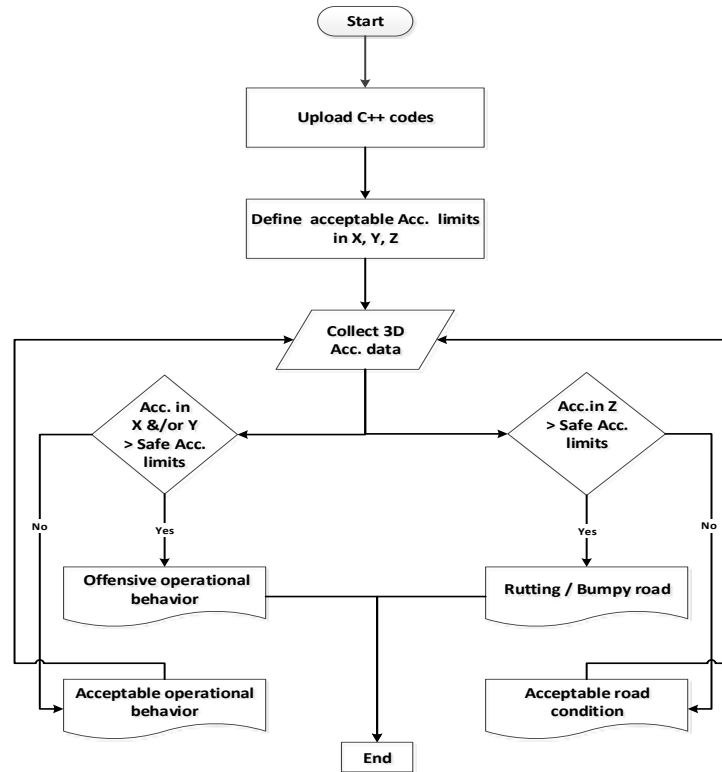 Start
Upload C++ codes
Define acceptable Acc. limits
in X, Y, Z
Collect 3D
Acc. data
Acc. in
X &/or Y
> Safe Acc.
limits
Acc.in Z
> Safe Acc.
limits
No
Yes
Yes
No
Offensive operational
behavior
Rutting / Bumpy road
Acceptable operational
behavior
Acceptable road
condition
End